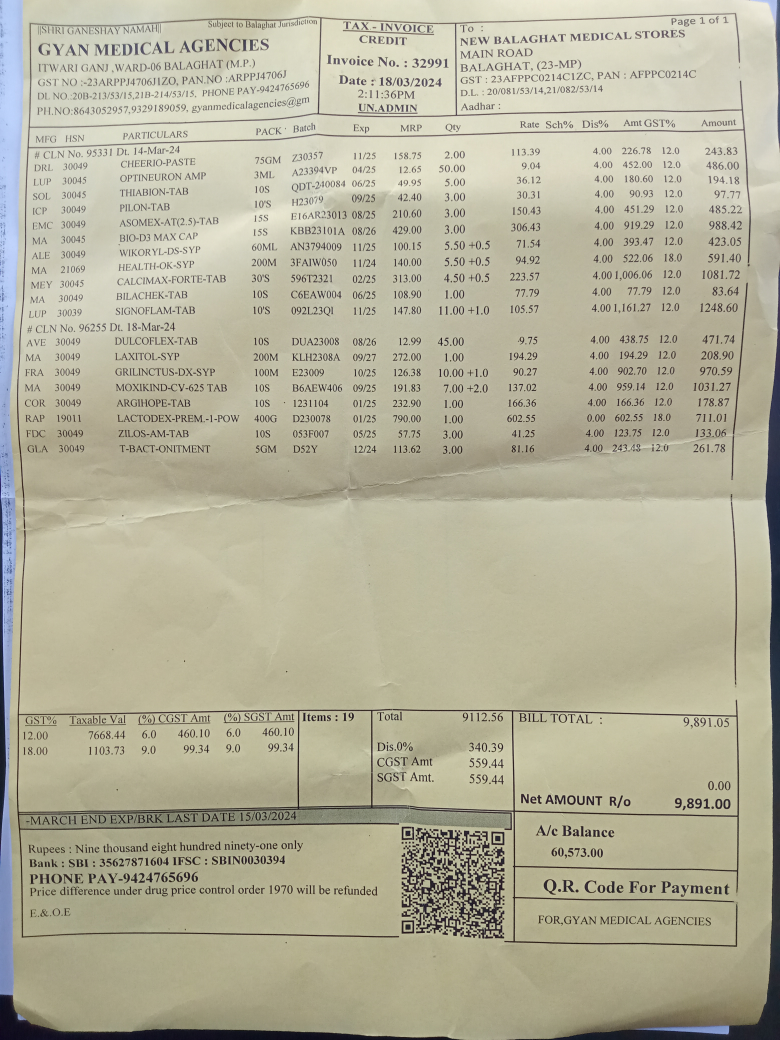 ||SHRI GANESHAY NAMAH|| Subject to Balaghat Jurisdiction
GYAN MEDICAL AGENCIES
ITWARI GANJ ,WARD-06 BALAGHAT (M.P.)
GST NO :-23ARPPJ4706J1ZO, PAN.NO :ARPPJ4706J
DL NO.:20B-213/53/15,21B-214/53/15, PHONE PAY-9424765696
PH.NO:8643052957,9329189059, gyanmedicalagencies@gm
TAX - INVOICE
CREDIT
Invoice No. : 32991
Date : 18/03/2024
2:11:36PM
UN.ADMIN
Page 1 of 1
To :
NEW BALAGHAT MEDICAL STORES
MAIN ROAD
BALAGHAT, (23-MP)
GST : 23AFPPC0214C1ZC, PAN : AFPPC0214C
D.L. : 20/081/53/14,21/082/53/14
Aadhar :
MFG HSN PARTICULARS PACK Batch Exp MRP Qty Rate Sch% Dis% Amt GST% Amount
# CLN No. 95331 Dt. 14-Mar-24
DRL 30049 CHEERIO-PASTE 75GM Z30357 11/25 158.75 2.00 113.39 4.00 226.78 12.0 243.83
LUP 30045 OPTINEURON AMP 3ML A23394VP 04/25 12.65 50.00 9.04 4.00 452.00 12.0 486.00
SOL 30045 THIABION-TAB 10S QDT-240084 06/25 49.95 5.00 36.12 4.00 180.60 12.0 194.18
ICP 30049 PILON-TAB 10'S H23079 09/25 42.40 3.00 30.31 4.00 90.93 12.0 97.77
EMC 30049 ASOMEX-AT(2.5)-TAB 15S E16AR23013 08/25 210.60 3.00 150.43 4.00 451.29 12.0 485.22
MA 30045 BIO-D3 MAX CAP 15S KBB23101A 08/26 429.00 3.00 306.43 4.00 919.29 12.0 988.42
ALE 30049 WIKORYL-DS-SYP 60ML AN3794009 11/25 100.15 5.50 +0.5 71.54 4.00 393.47 12.0 423.05
MA 21069 HEALTH-OK-SYP 200M 3FAIW050 11/24 140.00 5.50 +0.5 94.92 4.00 522.06 18.0 591.40
MEY 30045 CALCIMAX-FORTE-TAB 30'S 596T2321 02/25 313.00 4.50 +0.5 223.57 4.00 1,006.06 12.0 1081.72
MA 30049 BILACHEK-TAB 10S C6EAW004 06/25 108.90 1.00 77.79 4.00 77.79 12.0 83.64
LUP 30039 SIGNOFLAM-TAB 10'S 092L23QI 11/25 147.80 11.00 +1.0 105.57 4.00 1,161.27 12.0 1248.60
# CLN No. 96255 Dt. 18-Mar-24
AVE 30049 DULCOFLEX-TAB 10S DUA23008 08/26 12.99 45.00 9.75 4.00 438.75 12.0 471.74
MA 30049 LAXITOL-SYP 200M KLH2308A 09/27 272.00 1.00 194.29 4.00 194.29 12.0 208.90
FRA 30049 GRILINCTUS-DX-SYP 100M E23009 10/25 126.38 10.00 +1.0 90.27 4.00 902.70 12.0 970.59
MA 30049 MOXIKIND-CV-625 TAB 10S B6AEW406 09/25 191.83 7.00 +2.0 137.02 4.00 959.14 12.0 1031.27
COR 30049 ARGIHOPE-TAB 10S 1231104 01/25 232.90 1.00 166.36 4.00 166.36 12.0 178.87
RAP 19011 LACTODEX-PREM.-1-POW 400G D230078 01/25 790.00 1.00 602.55 0.00 602.55 18.0 711.01
FDC 30049 ZILOS-AM-TAB 10S 053F007 05/25 57.75 3.00 41.25 4.00 123.75 12.0 133.06
GLA 30049 T-BACT-ONITMENT 5GM D52Y 12/24 113.62 3.00 81.16 4.00 243.48 12.0 261.78
GST% Taxable Val (%) CGST Amt (%) SGST Amt
12.00 7668.44 6.0 460.10 6.0 460.10
18.00 1103.73 9.0 99.34 9.0 99.34
Items : 19
Total 9112.56
Dis.0% 340.39
CGST Amt 559.44
SGST Amt. 559.44
BILL TOTAL : 9,891.05
0.00
Net AMOUNT R/o 9,891.00
-MARCH END EXP/BRK LAST DATE 15/03/2024
Rupees : Nine thousand eight hundred ninety-one only
Bank : SBI : 35627871604 IFSC : SBIN0030394
PHONE PAY-9424765696
Price difference under drug price control order 1970 will be refunded
E.&.O.E
A/c Balance
60,573.00
Q.R. Code For Payment
FOR,GYAN MEDICAL AGENCIES